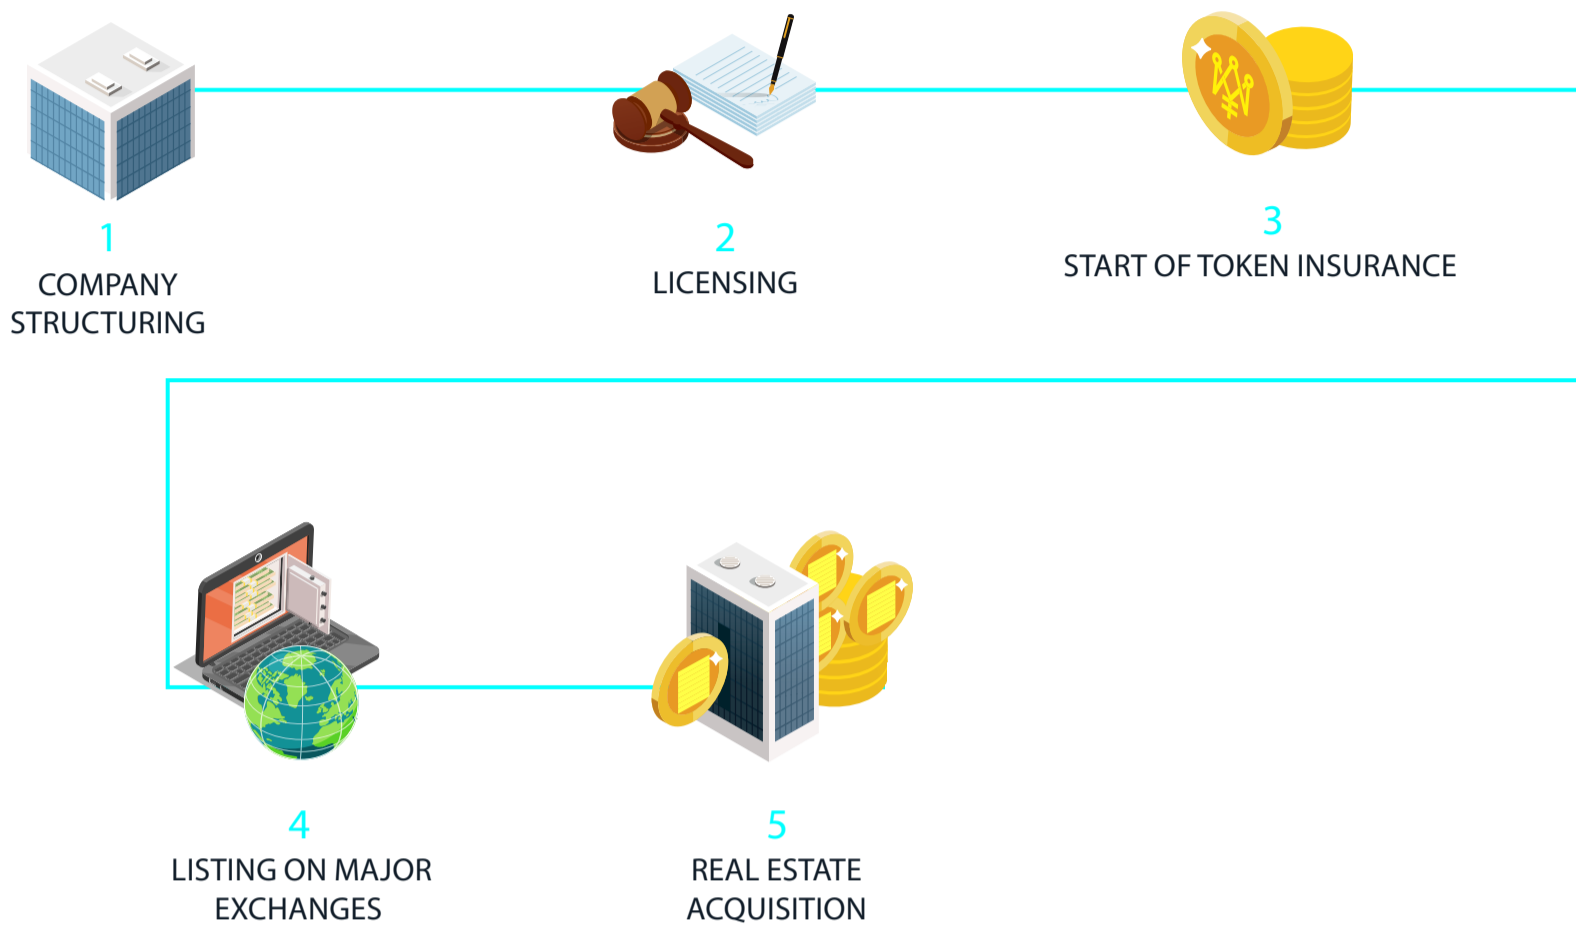 1
COMPANY
STRUCTURING
2
LICENSING
3
START OF TOKEN INSURANCE
4
LISTING ON MAJOR
EXCHANGES
5
REAL ESTATE
ACQUISITION